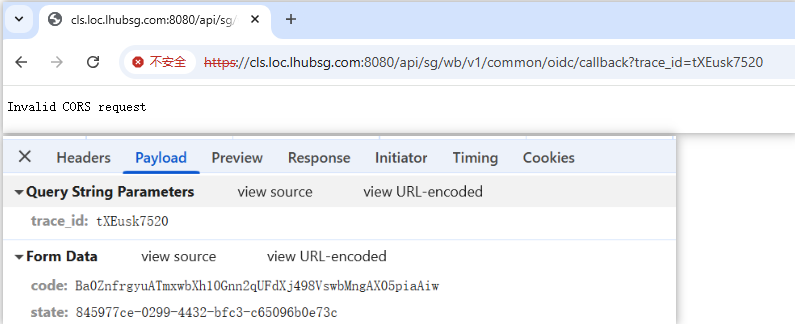 cls.loc.lhubsg.com:8080/api/sg/
不安全 https://cls.loc.lhubsg.com:8080/api/sg/wb/v1/common/oidc/callback?trace_id=tXEusk7520
Invalid CORS request
Headers Payload Preview Response Initiator Timing Cookies
Query String Parameters view source view URL-encoded
trace_id: tXEusk7520
Form Data view source view URL-encoded
code: BaOZnfrgyuATmxwbXh10Gnn2qUFdXj498VswbMngAX05piaAiw
state: 845977ce-0299-4432-bfc3-c65096b0e73c